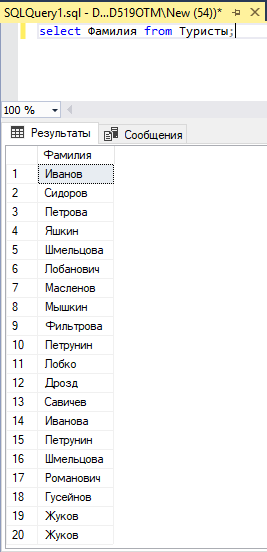 SQLQuery1.sql - D...D519OTM\New (54))*
select Фамилия from Туристы;
100 %
Результаты Сообщения
Фамилия
1 Иванов
2 Сидоров
3 Петрова
4 Яшкин
5 Шмельцова
6 Лобанович
7 Масленов
8 Мышкин
9 Фильтрова
10 Петрунин
11 Лобко
12 Дрозд
13 Савичев
14 Иванова
15 Петрунин
16 Шмельцова
17 Романович
18 Гусейнов
19 Жуков
20 Жуков